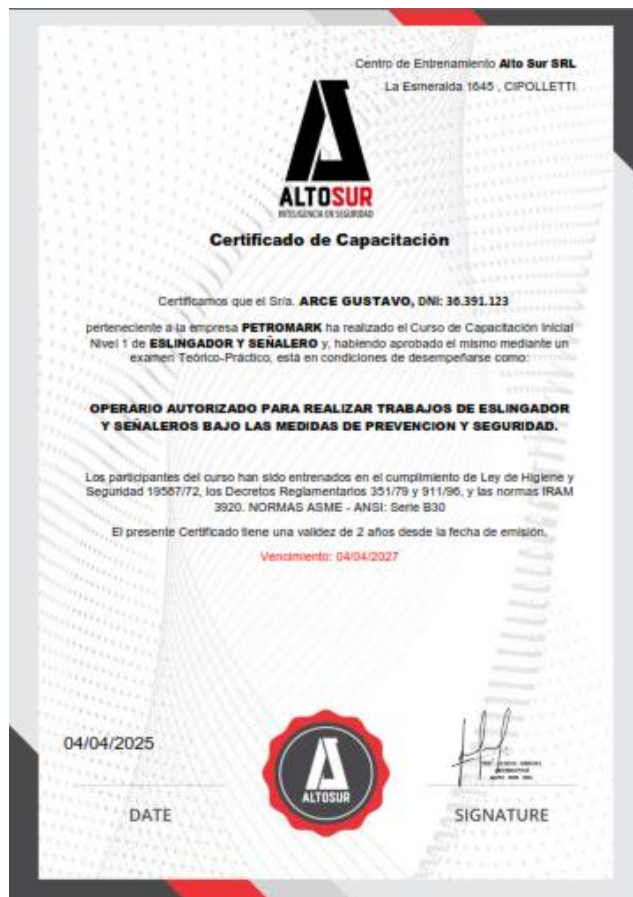 Centro de Entrenamiento Alto Sur SRL
La Esmeralda 1645 , CIPOLLETTI
ALTOSUR
INTELIGENCIA EN SEGURIDAD
Certificado de Capacitación
Certificamos que el Sr/a. ARCE GUSTAVO, DNI: 36.391.123
perteneciente a la empresa PETROMARK ha realizado el Curso de Capacitación Inicial
Nivel 1 de ESLINGADOR Y SEÑALERO y, habiendo aprobado el mismo mediante un
examen Teórico-Práctico, está en condiciones de desempeñarse como:
OPERARIO AUTORIZADO PARA REALIZAR TRABAJOS DE ESLINGADOR
Y SEÑALEROS BAJO LAS MEDIDAS DE PREVENCION Y SEGURIDAD.
Los participantes del curso han sido entrenados en el cumplimiento de Ley de Higiene y
Seguridad 19587/72, los Decretos Reglamentarios 351/79 y 911/96, y las normas IRAM
3920. NORMAS ASME - ANSI: Serie B30
El presente Certificado tiene una validez de 2 años desde la fecha de emisión.
Vencimiento: 04/04/2027
04/04/2025
ALTOSUR
DATE
SIGNATURE